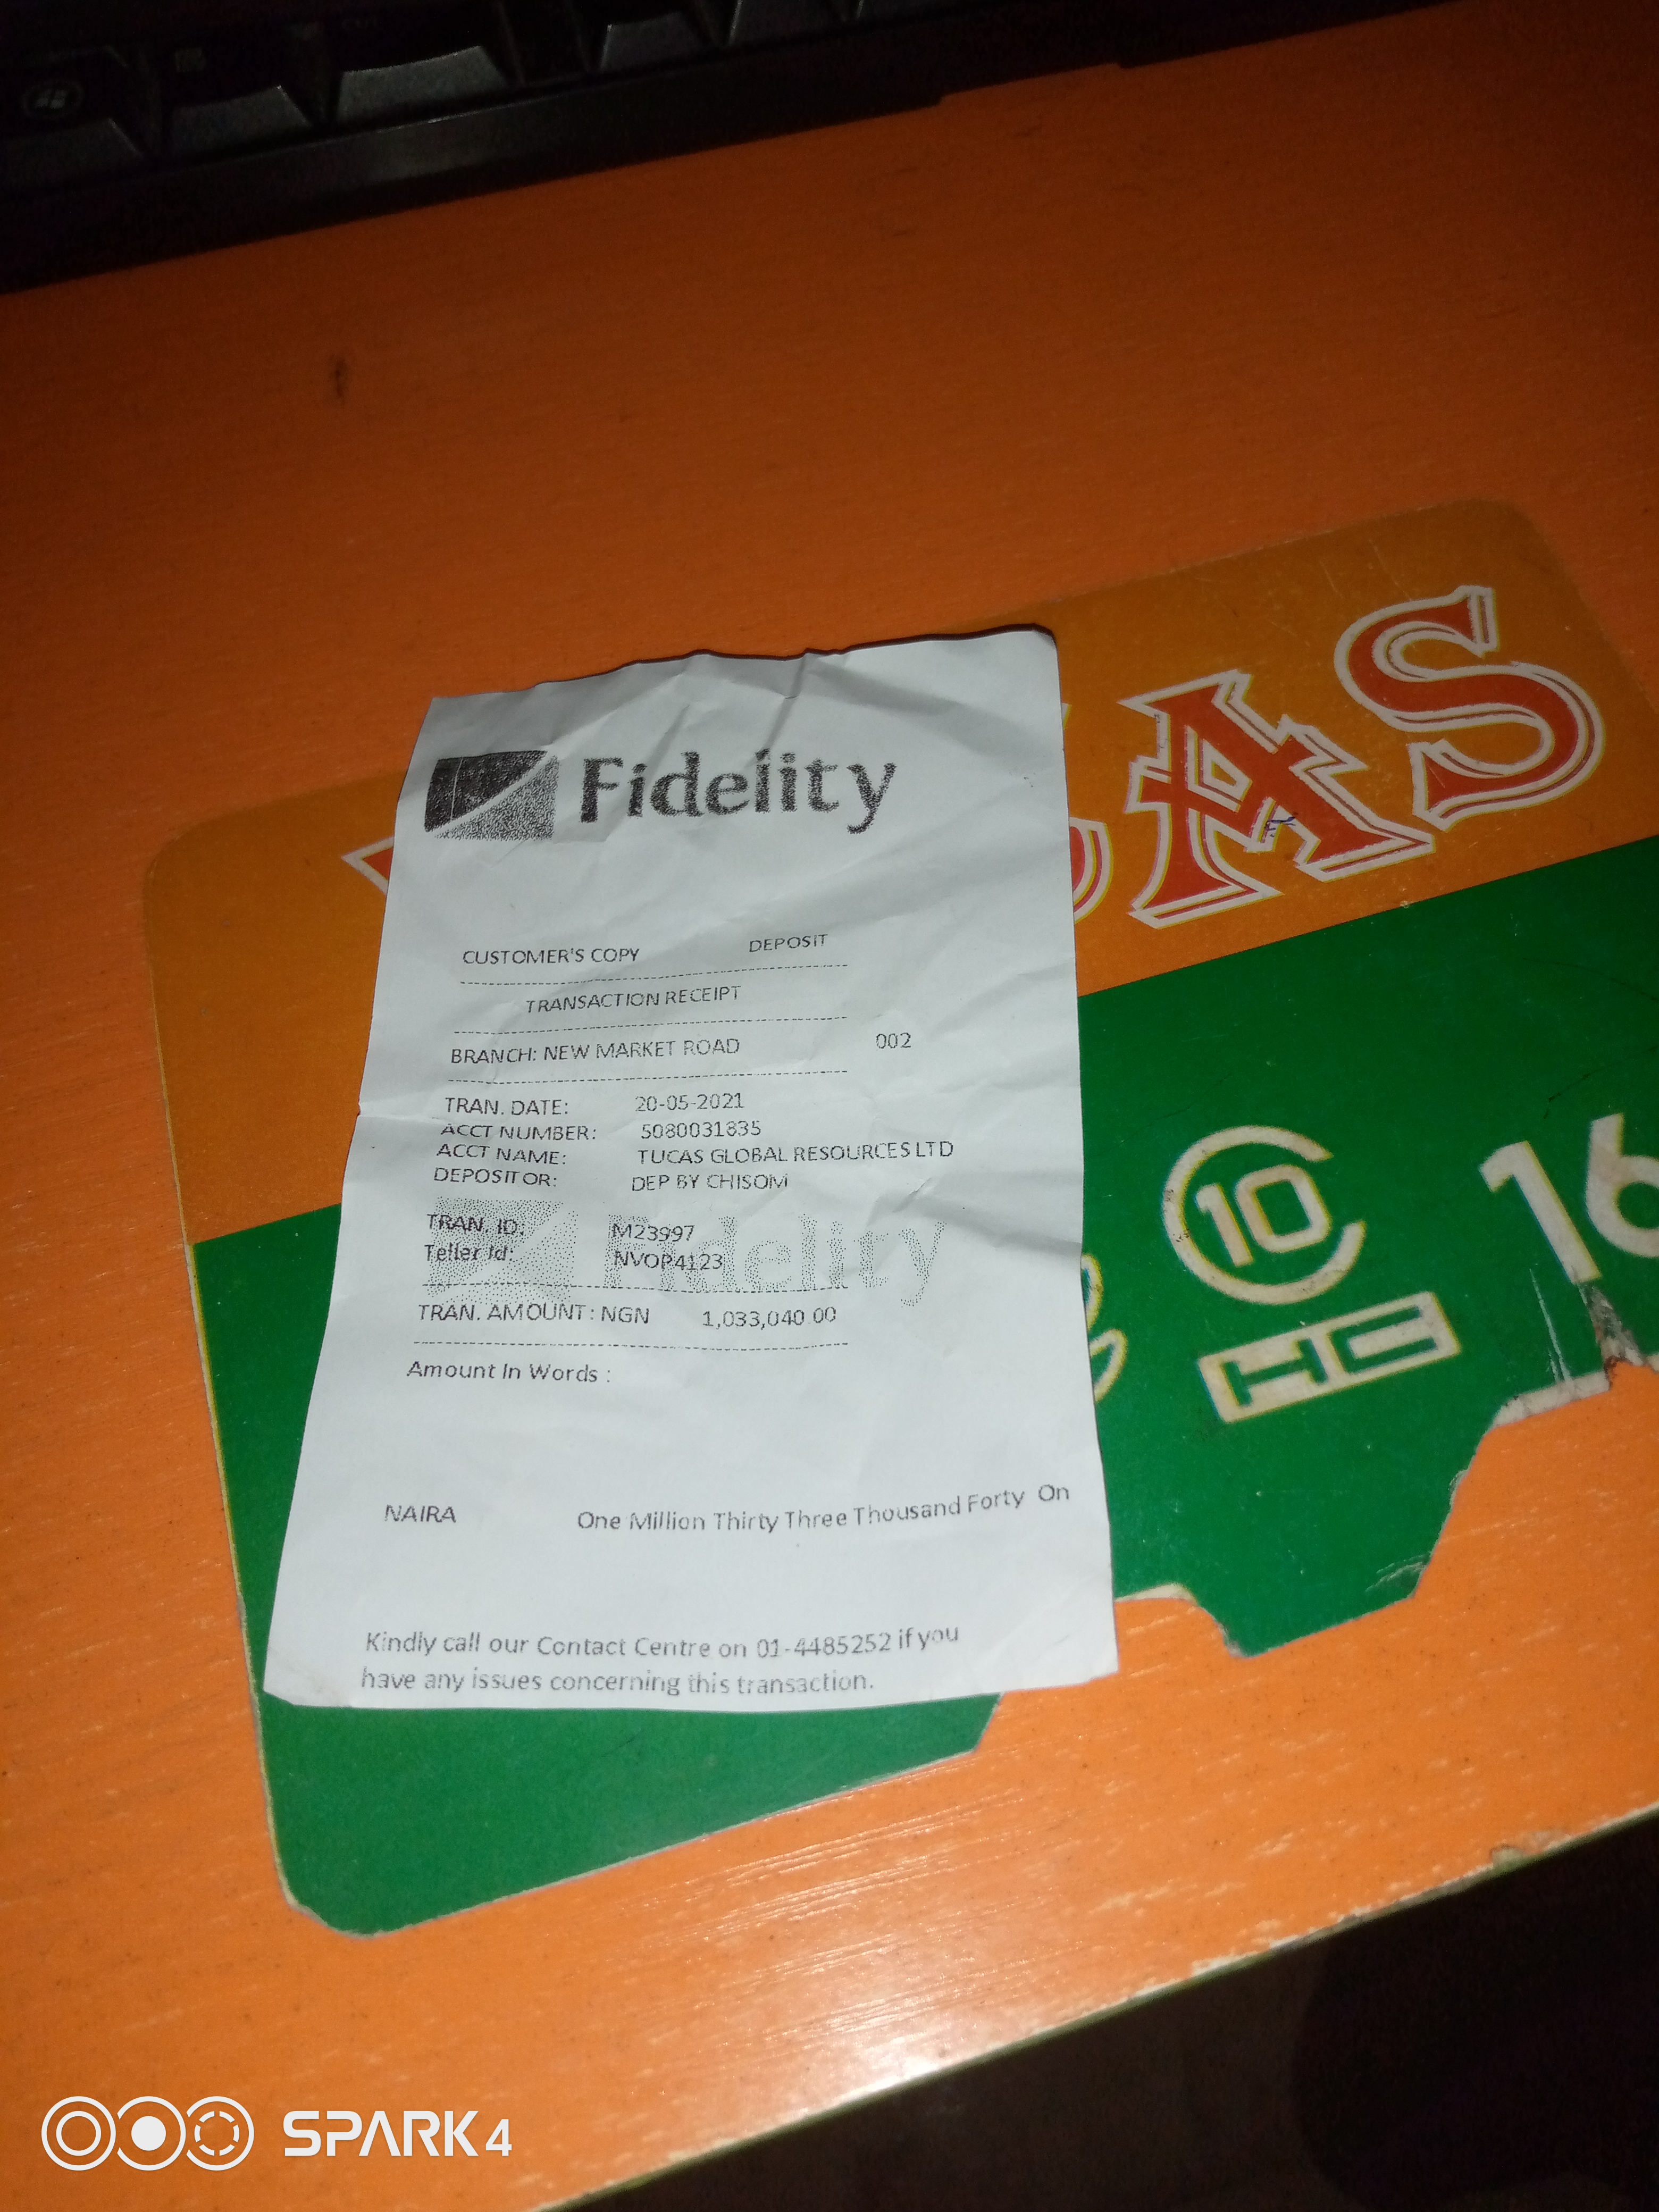 Fidelity
CUSTOMER'S COPY DEPOSIT
TRANSACTION RECEIPT
BRANCH: NEW MARKET ROAD 002
TRAN. DATE: 20-05-2021
ACCT NUMBER: 5080031835
ACCT NAME: TUCAS GLOBAL RESOURCES LTD
DEPOSITOR: DEP BY CHISOM
Fidelity
TRAN. ID: M23997
Teller Id: NVOP4123
TRAN. AMOUNT: NGN 1,033,040.00
Amount In Words :
NAIRA One Million Thirty Three Thousand Forty On
Kindly call our Contact Centre on 01-4485252 if you
have any issues concerning this transaction.
AS
10
16
HC
SPARK 4